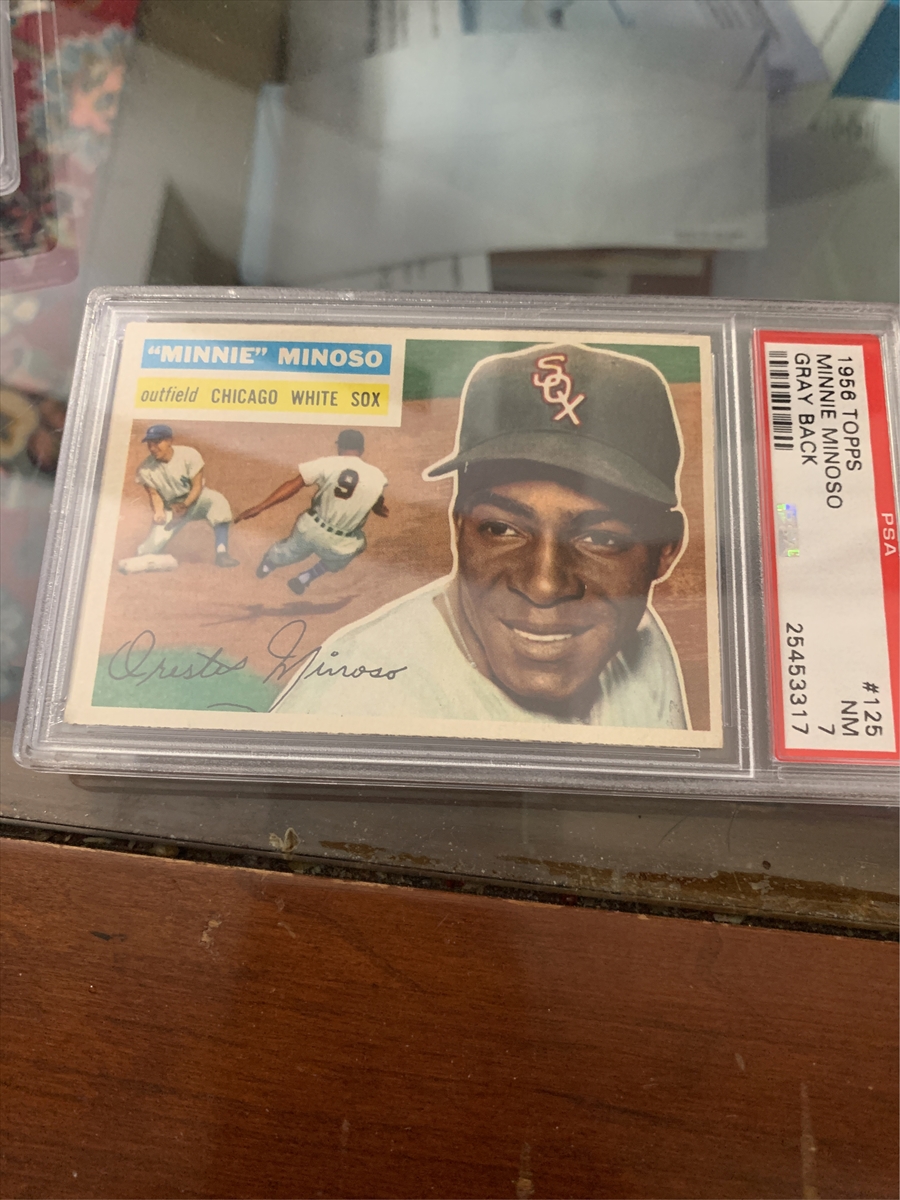 "MINNIE" MINOSO
outfield CHICAGO WHITE SOX
SOX
9
Orestes Minoso
1956 TOPPS #125
MINNIE MINOSO NM
GRAY BACK 7
25453317
PSA